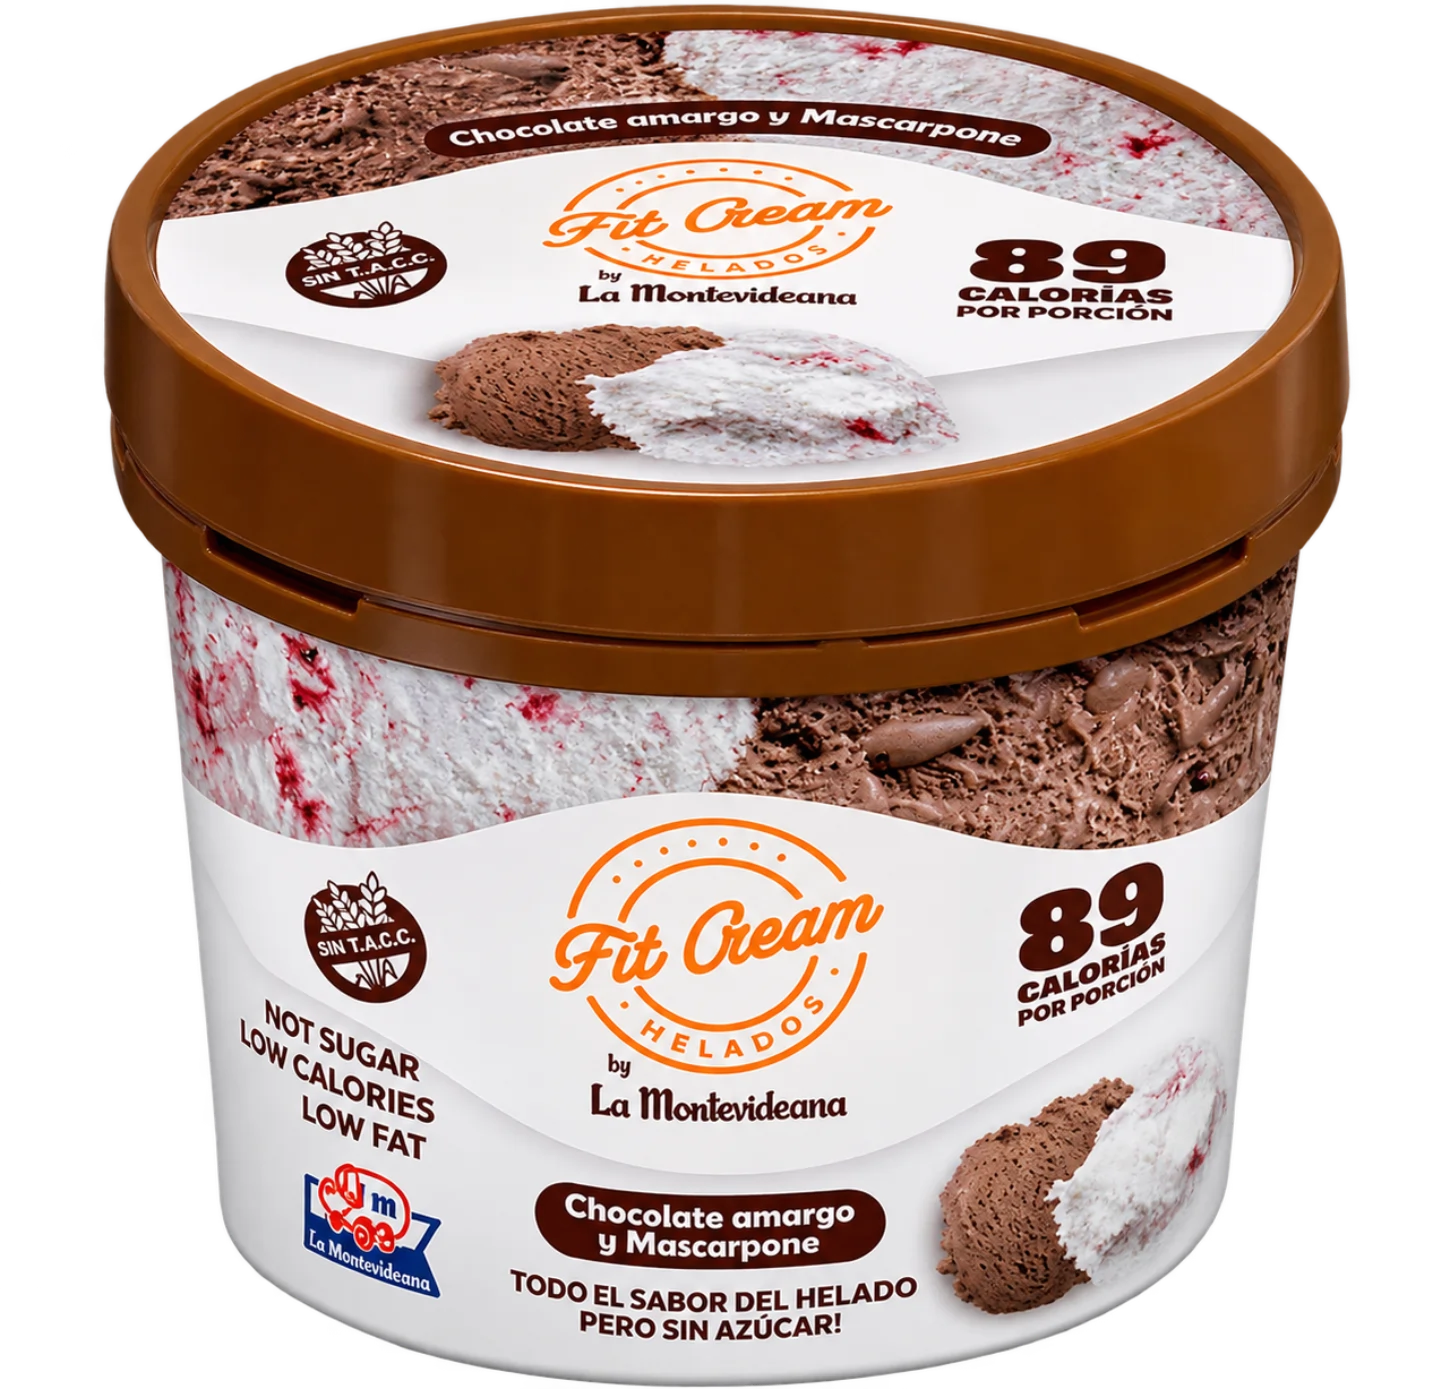 Chocolate amargo y Mascarpone
Fit Cream
HELADOS
by
La Montevideana
SIN T.A.C.C.
89
CALORÍAS
POR PORCIÓN
SIN T.A.C.C.
NOT SUGAR
LOW CALORIES
LOW FAT
m
La Montevideana
Fit Cream
HELADOS
by
La Montevideana
89
CALORÍAS
POR PORCIÓN
Chocolate amargo
y Mascarpone
TODO EL SABOR DEL HELADO
PERO SIN AZÚCAR!